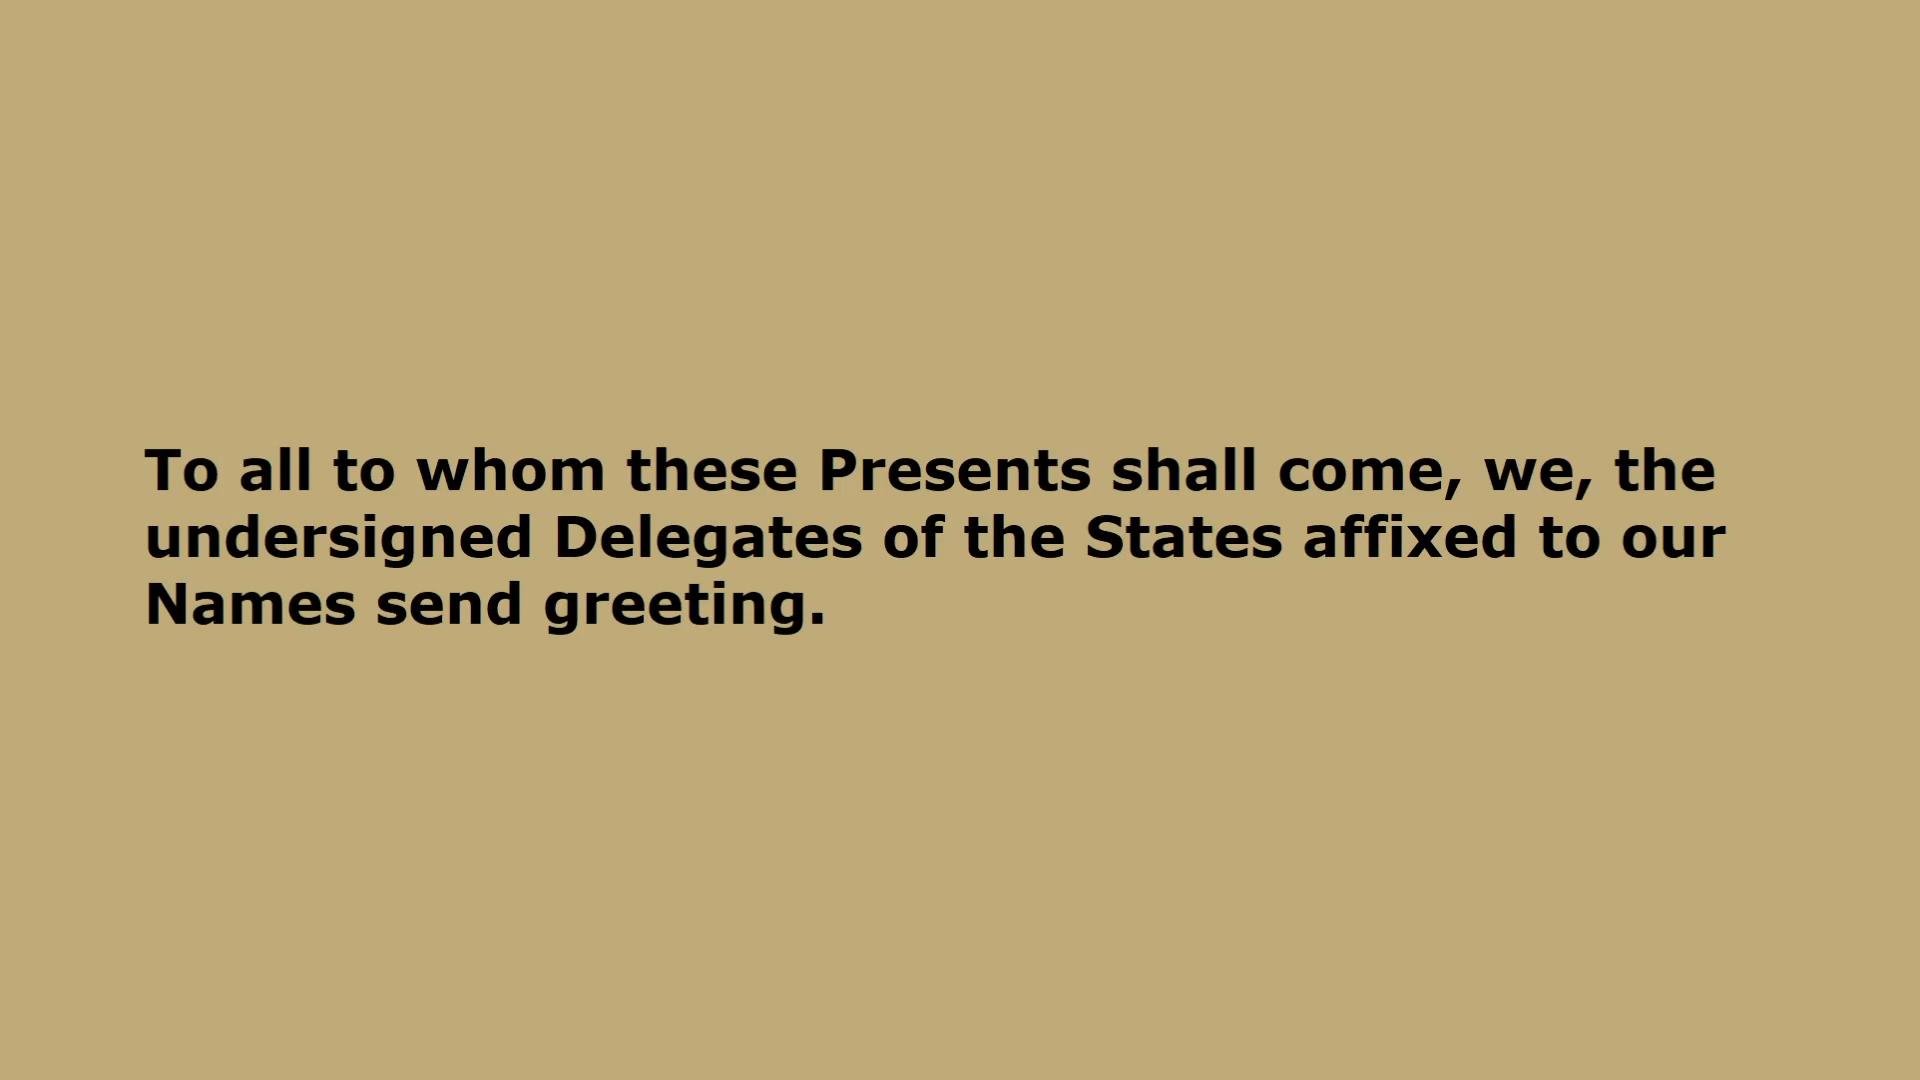 To all to whom these Presents shall come, we, the
undersigned Delegates of the States affixed to our
Names send greeting.